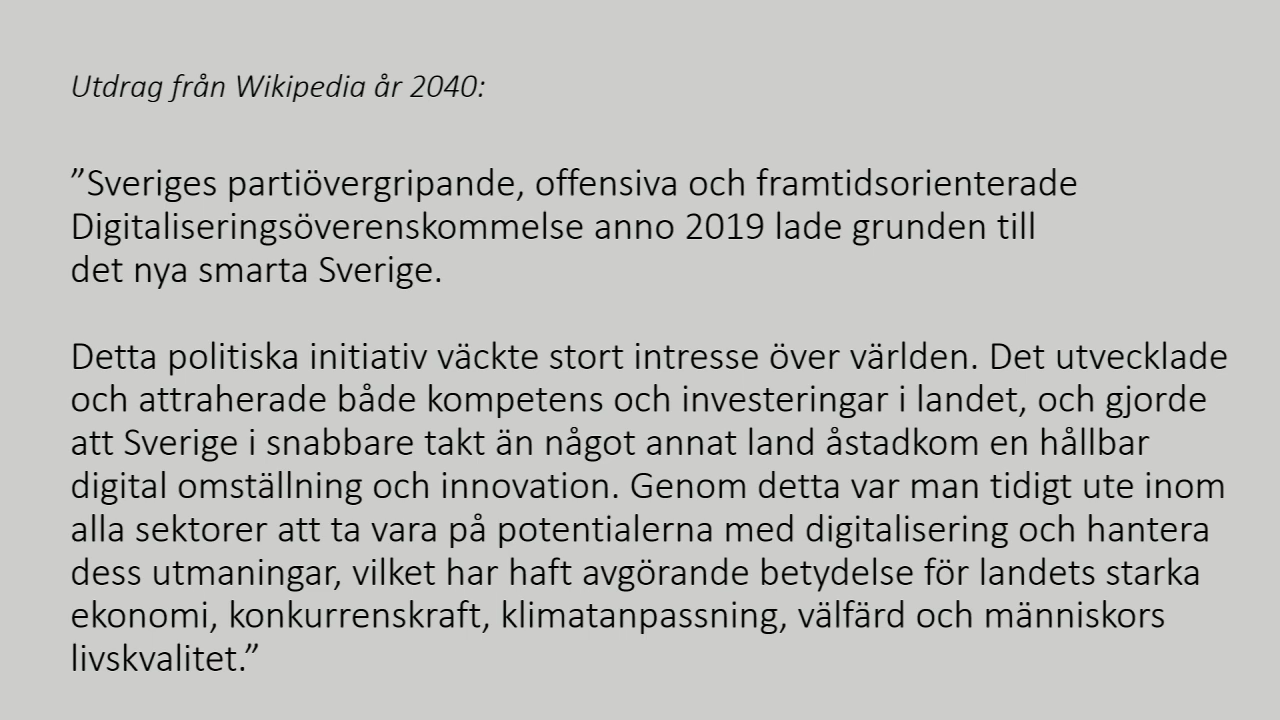 Utdrag från Wikipedia år 2040:
”Sveriges partiövergripande, offensiva och framtidsorienterade
Digitaliseringsöverenskommelse anno 2019 lade grunden till
det nya smarta Sverige.
Detta politiska initiativ väckte stort intresse över världen. Det utvecklade
och attraherade både kompetens och investeringar i landet, och gjorde
att Sverige i snabbare takt än något annat land åstadkom en hållbar
digital omställning och innovation. Genom detta var man tidigt ute inom
alla sektorer att ta vara på potentialerna med digitalisering och hantera
dess utmaningar, vilket har haft avgörande betydelse för landets starka
ekonomi, konkurrenskraft, klimatanpassning, välfärd och människors
livskvalitet.”